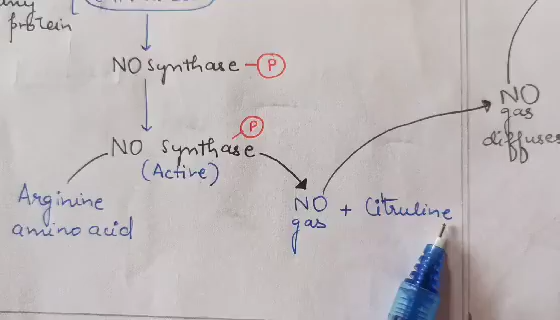 protein
NO synthase - P
NO synthase P
(Active)
Arginine
amino acid
NO + Citruline
gas
NO
gas
diffuses